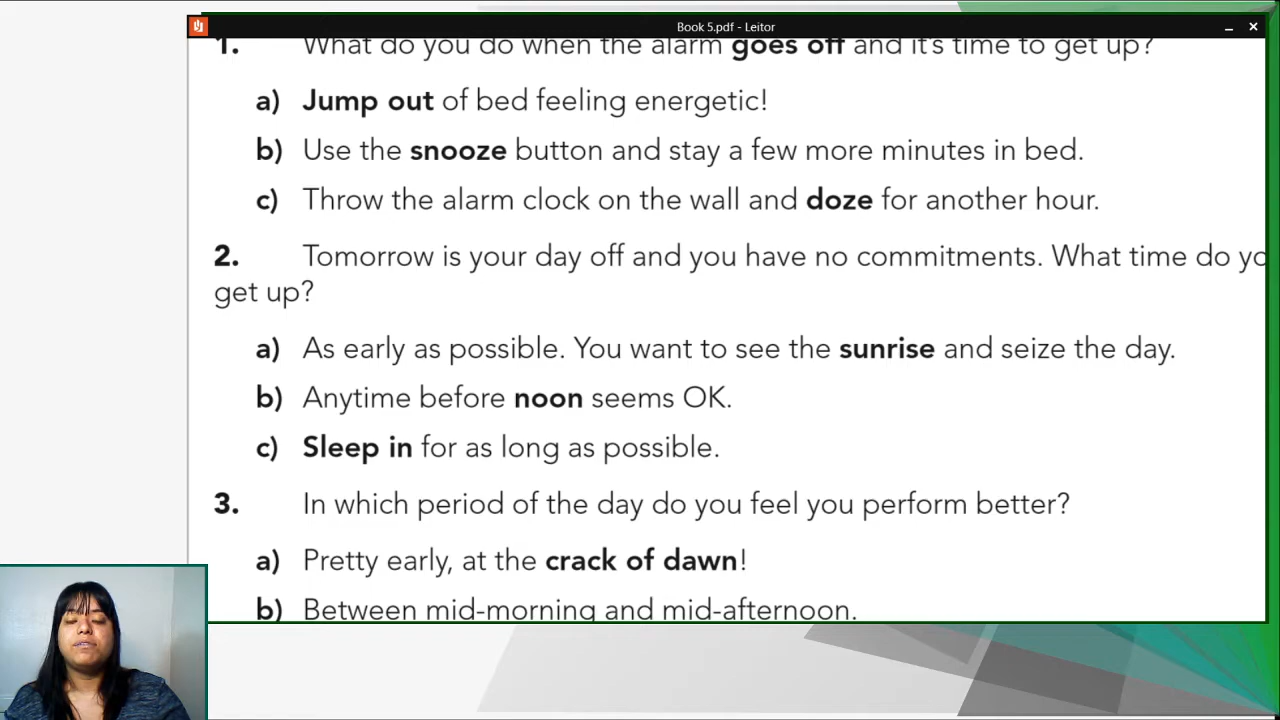 Book 5.pdf - Leitor
1. What do you do when the alarm goes off and it's time to get up?
a) Jump out of bed feeling energetic!
b) Use the snooze button and stay a few more minutes in bed.
c) Throw the alarm clock on the wall and doze for another hour.
2. Tomorrow is your day off and you have no commitments. What time do yo
get up?
a) As early as possible. You want to see the sunrise and seize the day.
b) Anytime before noon seems OK.
c) Sleep in for as long as possible.
3. In which period of the day do you feel you perform better?
a) Pretty early, at the crack of dawn!
b) Between mid-morning and mid-afternoon.